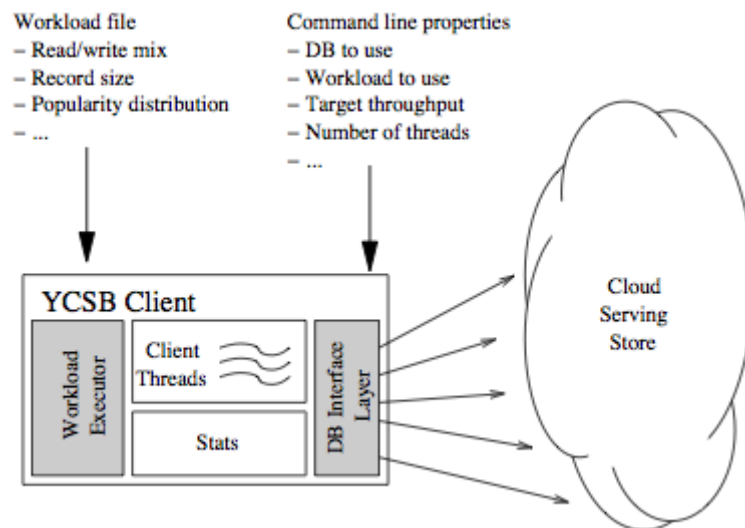 Workload file
– Read/write mix
– Record size
– Popularity distribution
– ...
Command line properties
– DB to use
– Workload to use
– Target throughput
– Number of threads
– ...
YCSB Client
Workload
Executor
Client
Threads
Stats
DB Interface
Layer
Cloud
Serving
Store